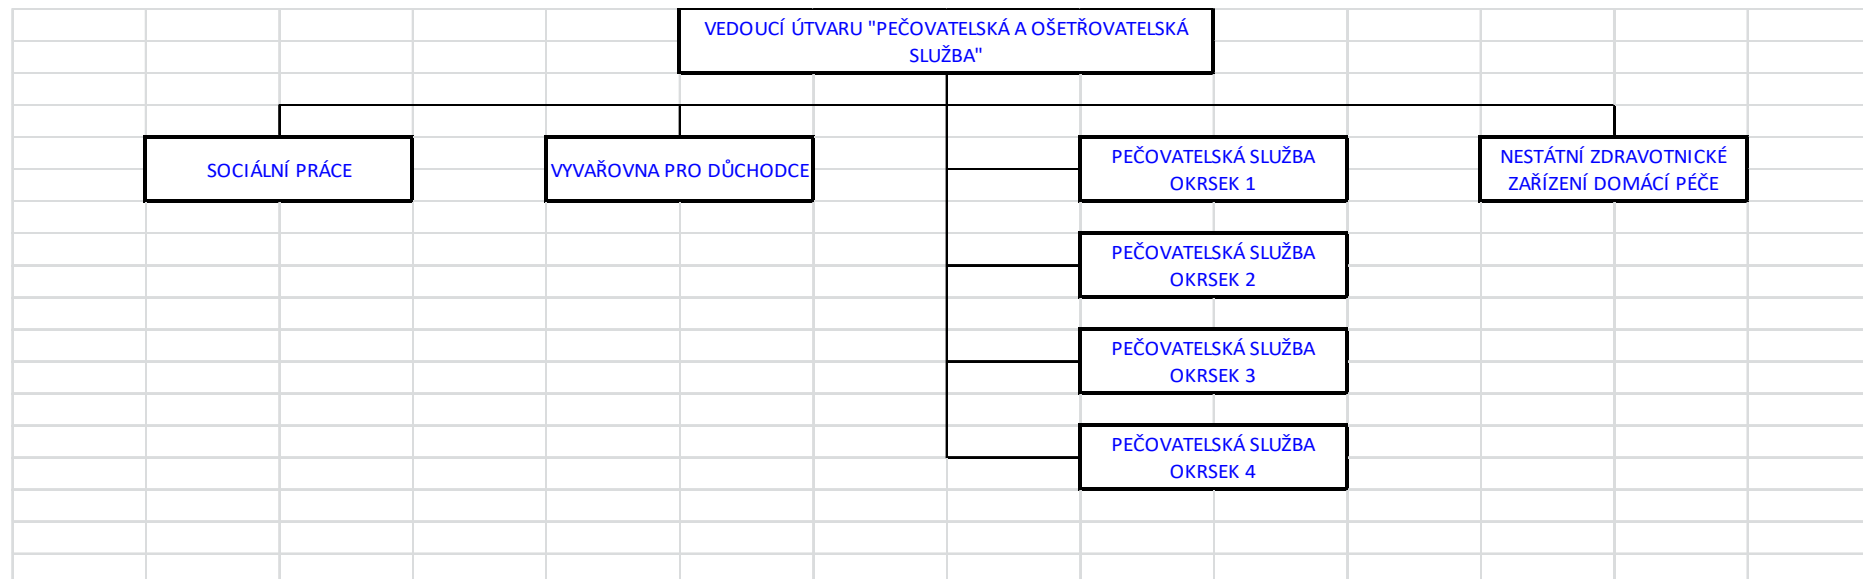 VEDOUCÍ ÚTVARU "PEČOVATELSKÁ A OŠETŘOVATELSKÁ
SLUŽBA"
SOCIÁLNÍ PRÁCE
VYVAŘOVNA PRO DŮCHODCE
PEČOVATELSKÁ SLUŽBA
OKRSEK 1
NESTÁTNÍ ZDRAVOTNICKÉ
ZAŘÍZENÍ DOMÁCÍ PÉČE
PEČOVATELSKÁ SLUŽBA
OKRSEK 2
PEČOVATELSKÁ SLUŽBA
OKRSEK 3
PEČOVATELSKÁ SLUŽBA
OKRSEK 4